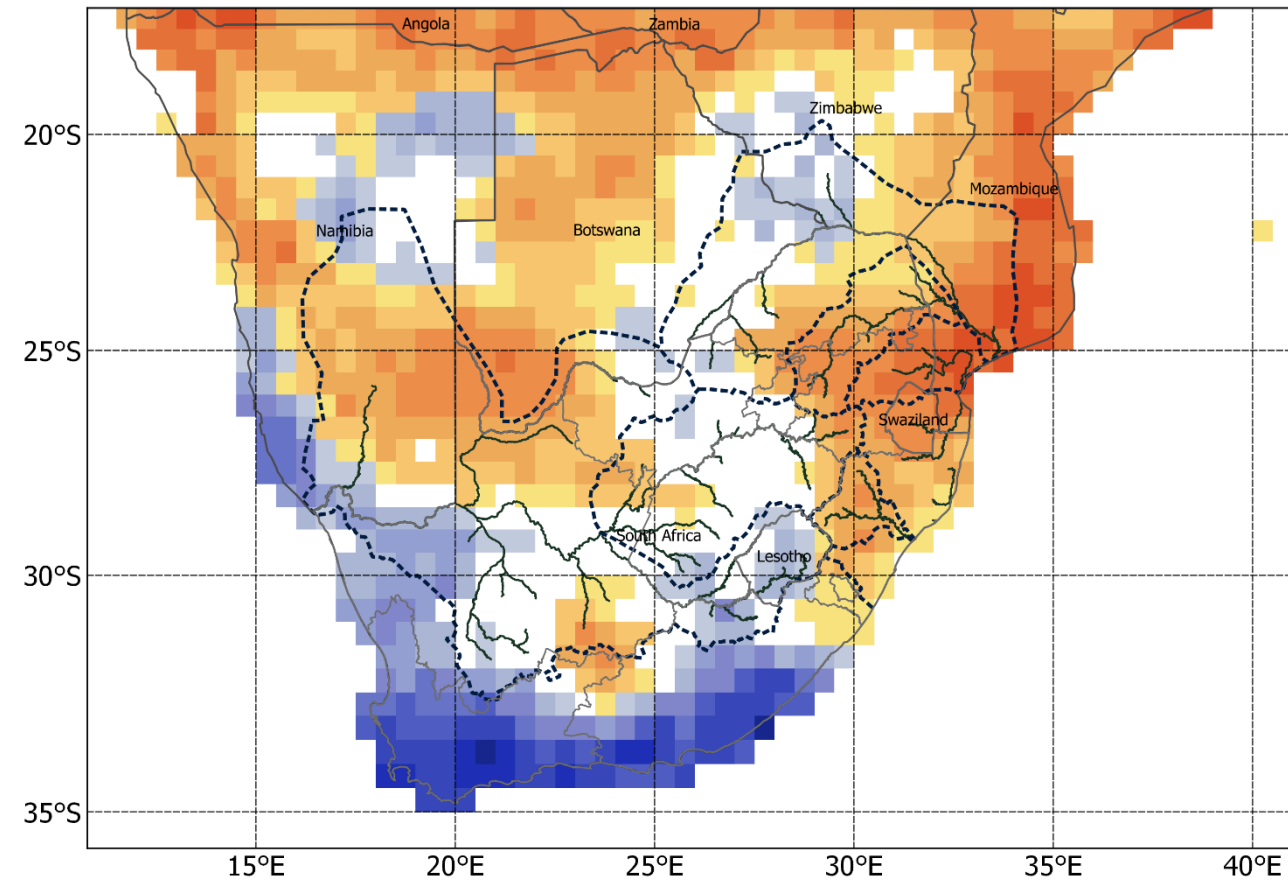 Angola
Zambia
Zimbabwe
20°S
Mozambique
Namibia
Botswana
25°S
Swaziland
South Africa
Lesotho
30°S
35°S
15°E
20°E
25°E
30°E
35°E
40°E